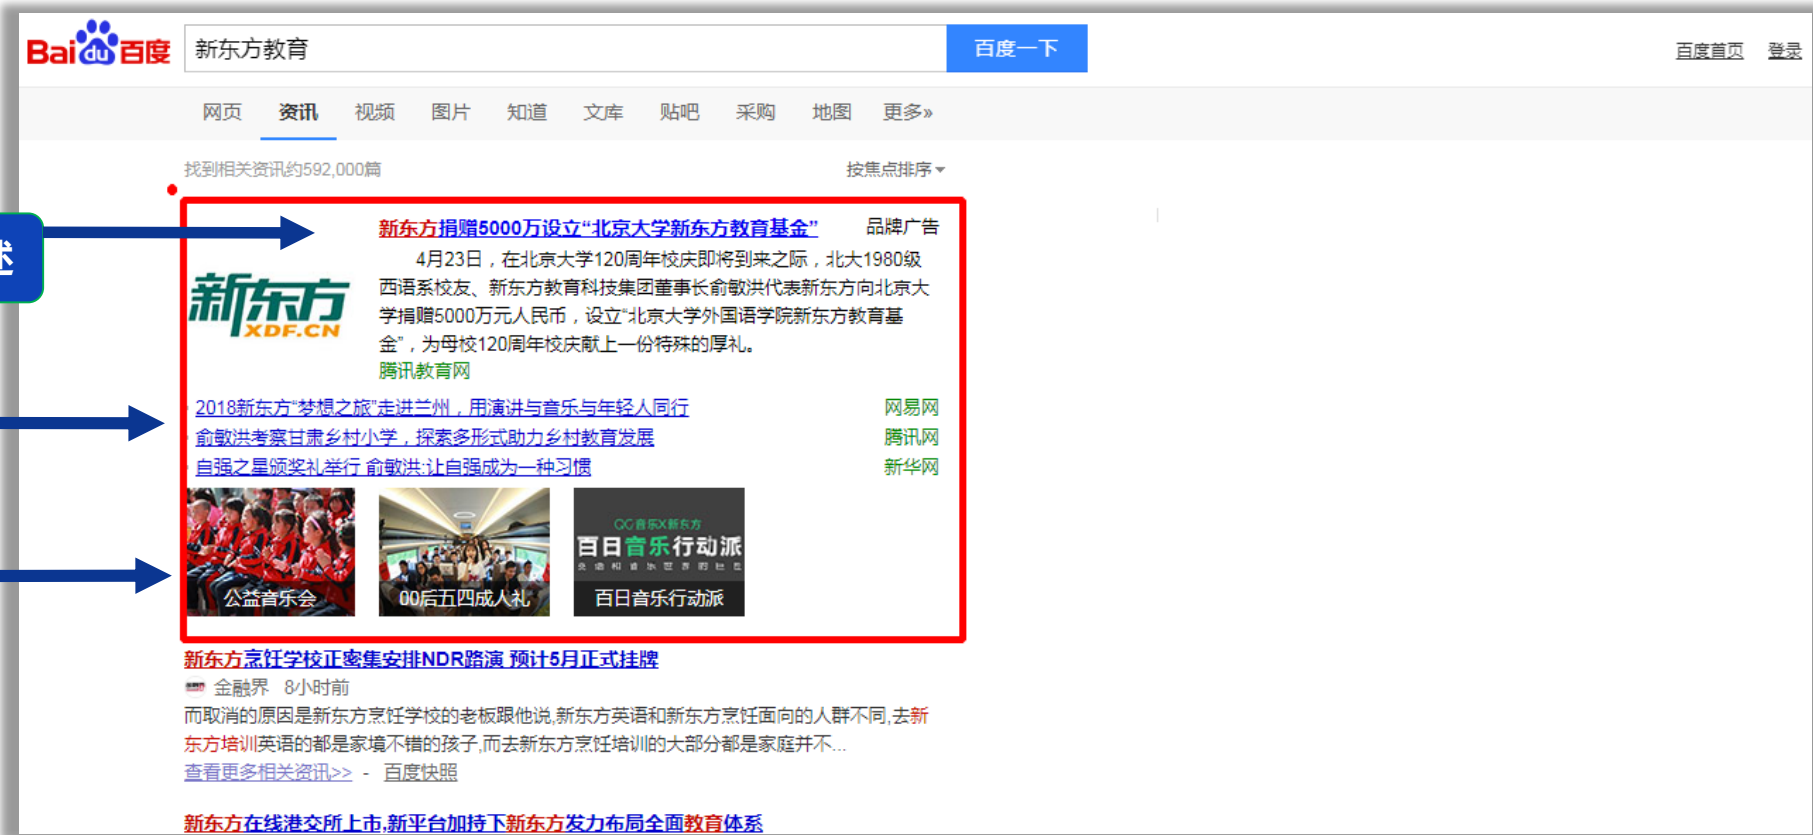 Bai du 百度
新东方教育
百度一下
百度首页 登录
网页 资讯 视频 图片 知道 文库 贴吧 采购 地图 更多»
找到相关资讯约592,000篇
按焦点排序
述
新东方捐赠5000万设立“北京大学新东方教育基金”
品牌广告
4月23日，在北京大学120周年校庆即将到来之际，北大1980级
西语系校友、新东方教育科技集团董事长俞敏洪代表新东方向北京大
学捐赠5000万元人民币，设立“北京大学外国语学院新东方教育基
金”，为母校120周年校庆献上一份特殊的厚礼。
腾讯教育网
新东方
XDF.CN
2018新东方“梦想之旅”走进兰州，用演讲与音乐与年轻人同行 网易网
俞敏洪考察甘肃乡村小学，探索多形式助力乡村教育发展 腾讯网
自强之星颁奖礼举行 俞敏洪:让自强成为一种习惯 新华网
公益音乐会
00后五四成人礼
音乐X新东方
百日音乐行动派
百日音乐行动派
新东方烹饪学校正密集安排NDR路演 预计5月正式挂牌
金融界 8小时前
而取消的原因是新东方烹饪学校的老板跟他说,新东方英语和新东方烹饪面向的人群不同,去新
东方培训英语的都是家境不错的孩子,而去新东方烹饪培训的大部分都是家庭并不...
查看更多相关资讯>> - 百度快照
新东方在线港交所上市,新平台加持下新东方发力布局全面教育体系